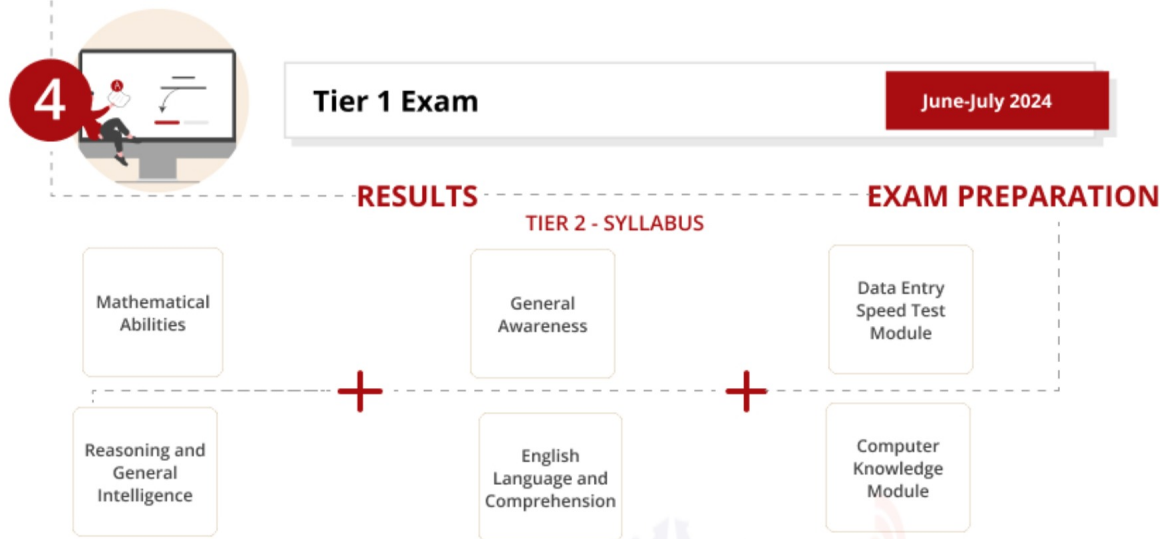 4
A
Tier 1 Exam
June-July 2024
RESULTS
EXAM PREPARATION
TIER 2 - SYLLABUS
Mathematical
Abilities
General
Awareness
Data Entry
Speed Test
Module
Reasoning and
General
Intelligence
English
Language and
Comprehension
Computer
Knowledge
Module